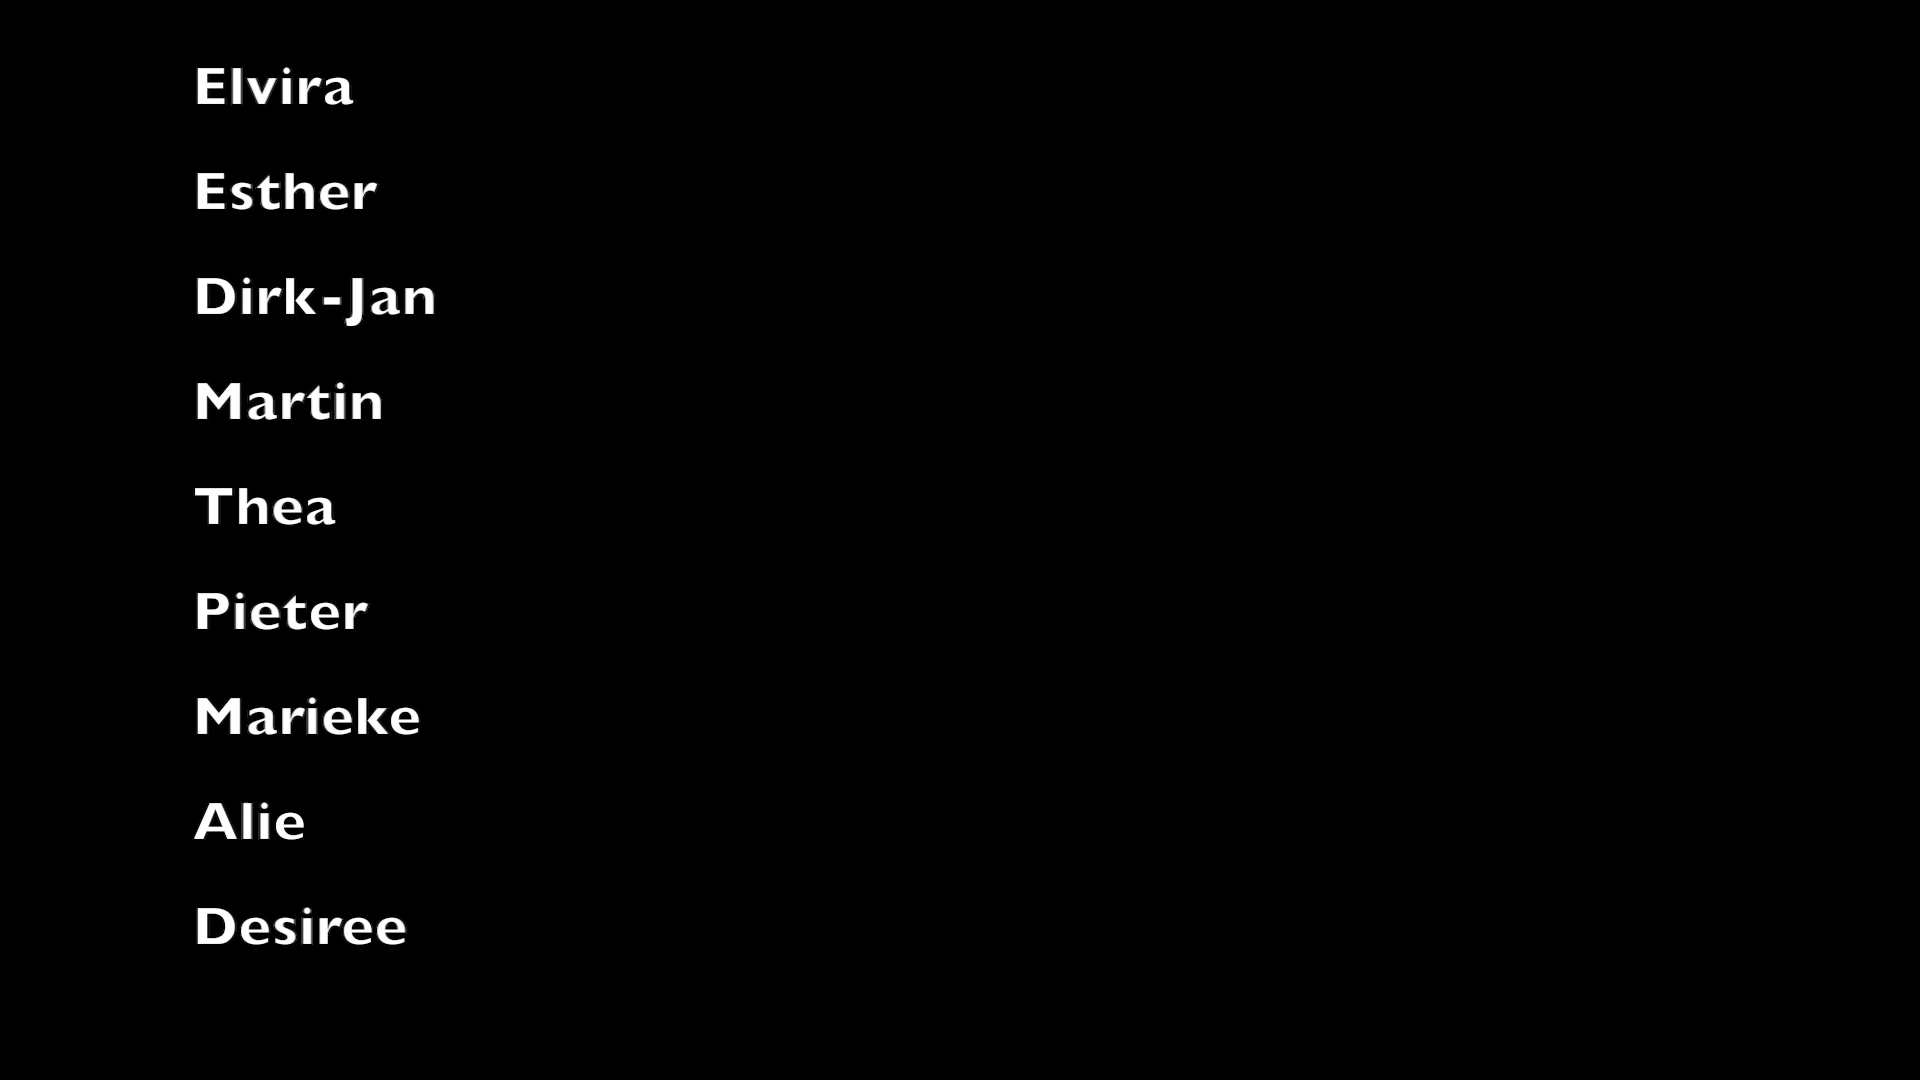 Elvira
Esther
Dirk-Jan
Martin
Thea
Pieter
Marieke
Alie
Desiree